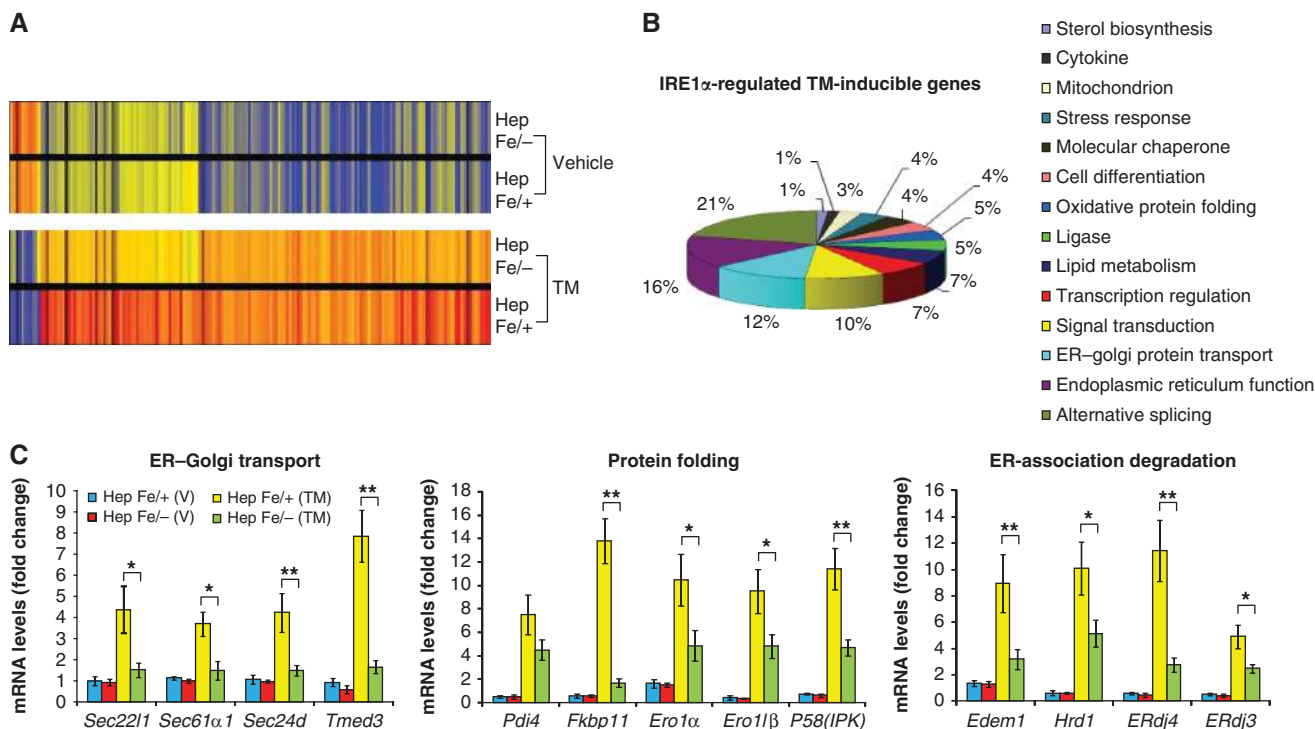 A
Hep
Fe/–
Vehicle
Hep
Fe/+
Hep
Fe/–
TM
Hep
Fe/+
B
IRE1α-regulated TM-inducible genes
1%
1%
3%
4%
4%
4%
5%
5%
7%
7%
10%
12%
16%
21%
Sterol biosynthesis
Cytokine
Mitochondrion
Stress response
Molecular chaperone
Cell differentiation
Oxidative protein folding
Ligase
Lipid metabolism
Transcription regulation
Signal transduction
ER–golgi protein transport
Endoplasmic reticulum function
Alternative splicing
C
ER–Golgi transport
mRNA levels (fold change)
10
9
8
7
6
5
4
3
2
1
0
Hep Fe/+ (V)
Hep Fe/+ (TM)
Hep Fe/– (V)
Hep Fe/– (TM)
*
*
**
**
Sec22l1 Sec61α1 Sec24d Tmed3
Protein folding
mRNA levels (fold change)
18
16
14
12
10
8
6
4
2
0
**
*
*
**
Pdi4 Fkbp11 Ero1α Ero1lβ P58(IPK)
ER-association degradation
mRNA levels (fold change)
16
14
12
10
8
6
4
2
0
**
*
**
*
Edem1 Hrd1 ERdj4 ERdj3